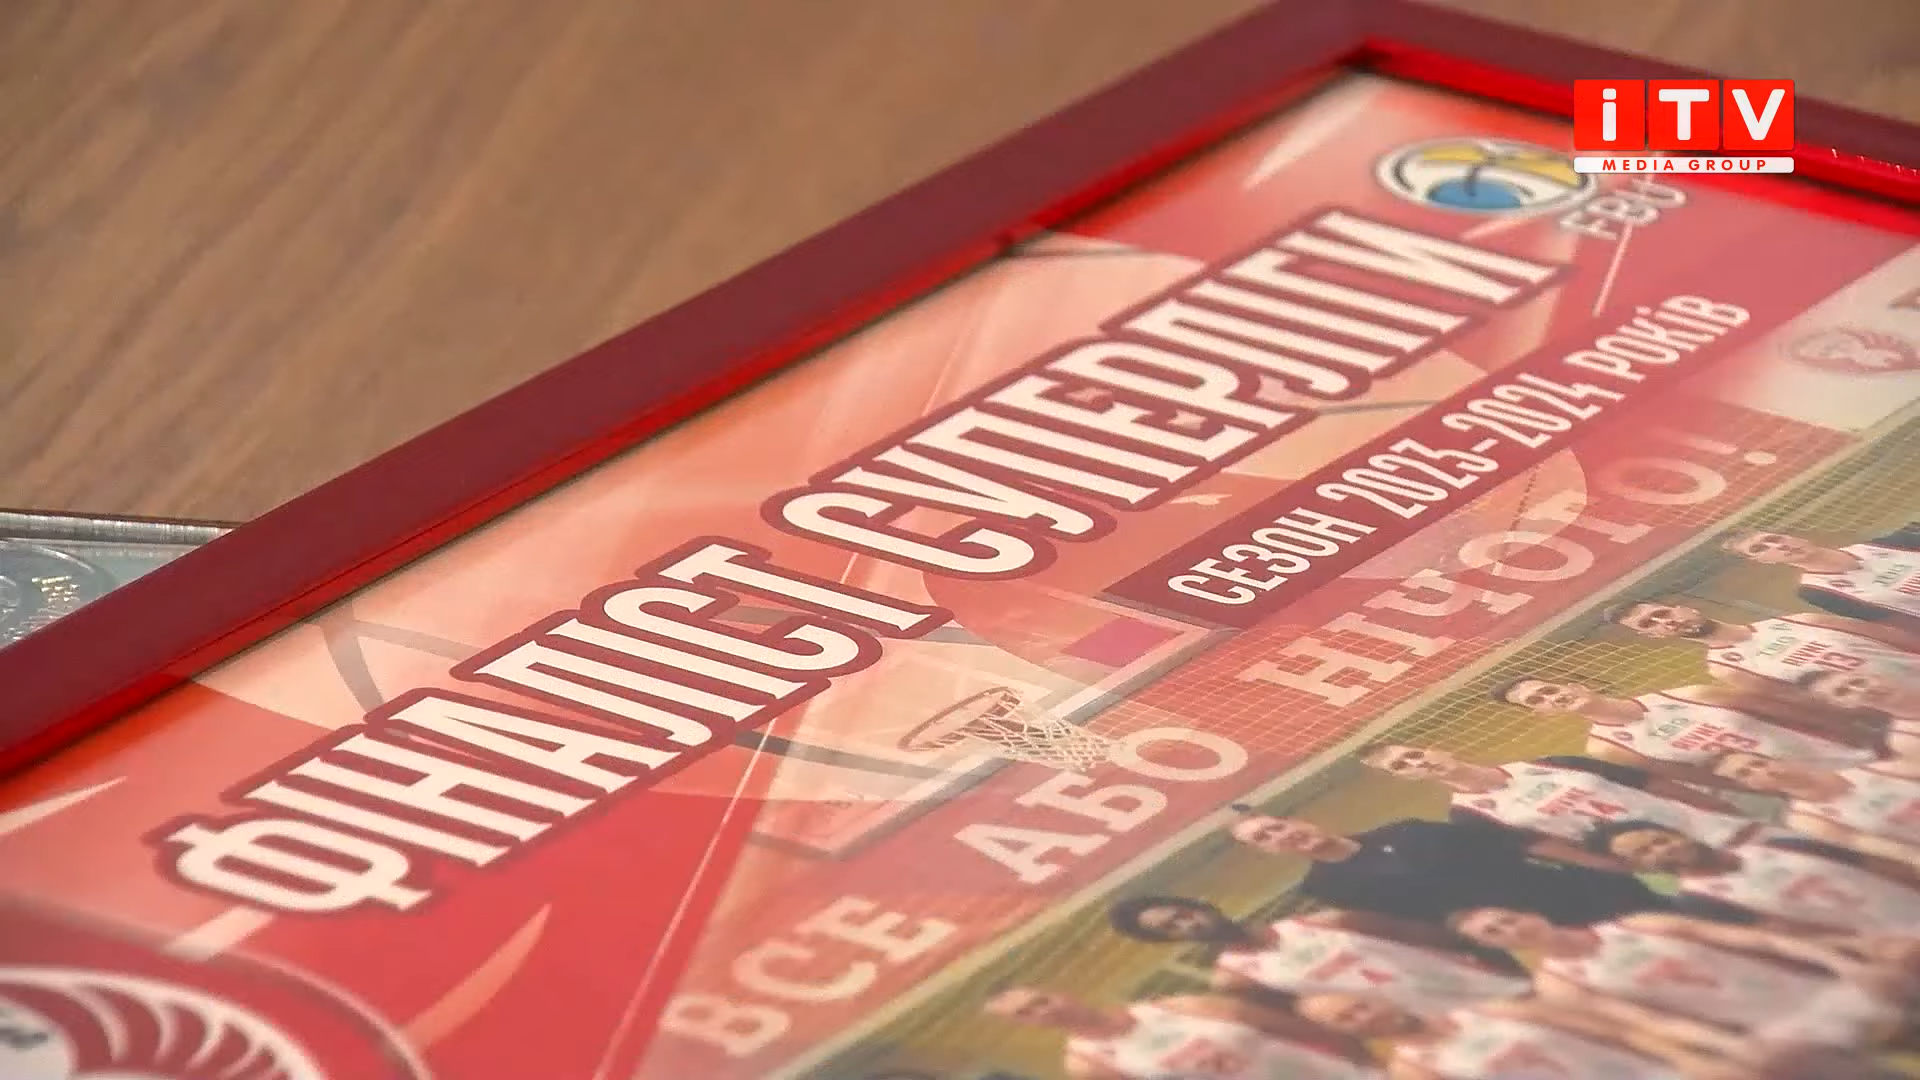 iTV
MEDIA GROUP
FBU
ФІНАЛІСТ СУПЕРЛІГИ
СЕЗОН 2023-2024 РОКІВ
ВСЕ АБО НІЧОГО!